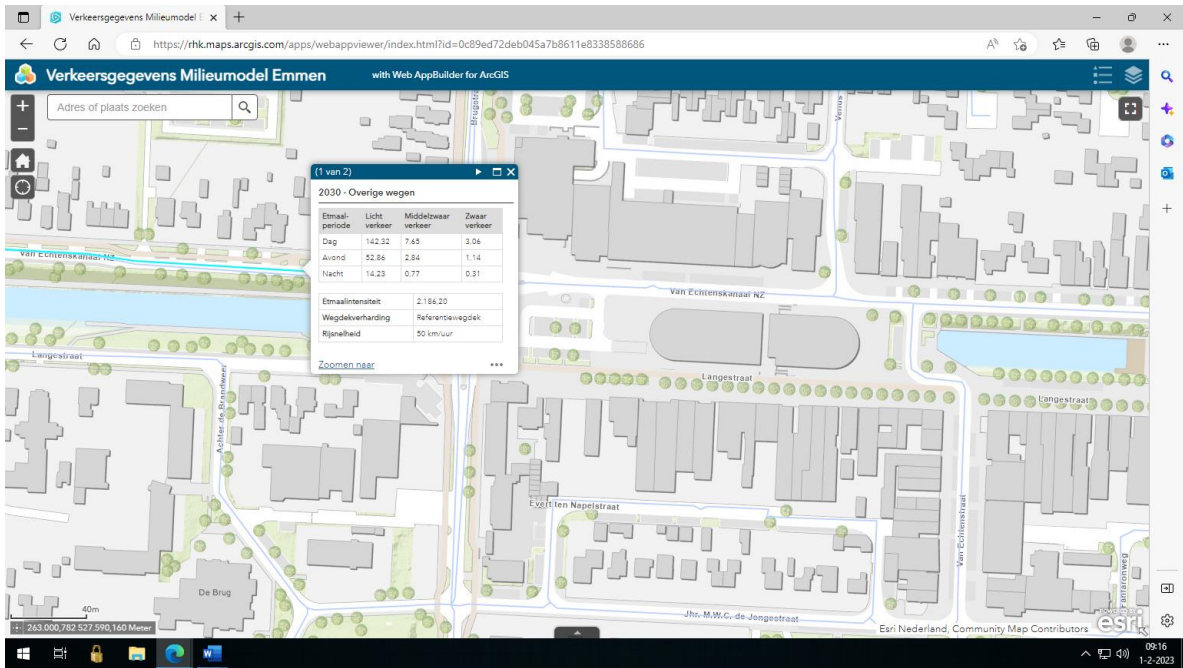 Verkeersgegevens Milieumodel E
https://rhk.maps.arcgis.com/apps/webappviewer/index.html?id=0c89ed72deb045a7b8611e8338588686
Verkeersgegevens Milieumodel Emmen
with Web AppBuilder for ArcGIS
Adres of plaats zoeken
Brugstra
Venus
(1 van 2)
2030 - Overige wegen
Etmaal-periode Licht verkeer Middelzwaar verkeer Zwaar verkeer
Dag 142,32 7,65 3,06
Avond 52,86 2,84 1,14
Nacht 14,23 0,77 0,31
Etmaalintensiteit 2.186,20
Wegdekverharding Referentiewegdek
Rijsnelheid 50 km/uur
Zoomen naar
Van Echtenskanaal NZ
Van Echtenskanaal NZ
Langestraat
Langestraat
Langestraat
Achter de Brandweer
Evert ten Napelstraat
Van Echtenstraat
Fanfaronweg
De Brug
Jhr. M.W.C. de Jongestraat
40m
263.000,782 527.590,160 Meter
Esri Nederland, Community Map Contributors
POWERED BY
esri
09:16
1-2-2023